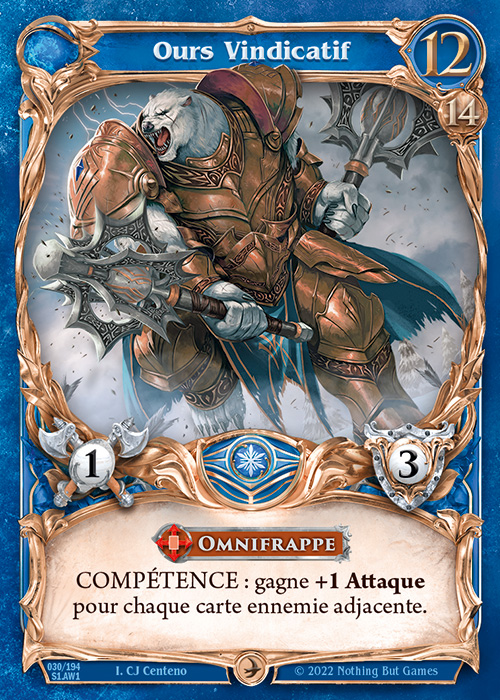 Ours Vindicatif
12
14
1
3
OMNIFRAPPE
COMPÉTENCE : gagne +1 Attaque
pour chaque carte ennemie adjacente.
030/194
S1.AW1
I. CJ Centeno
© 2022 Nothing But Games